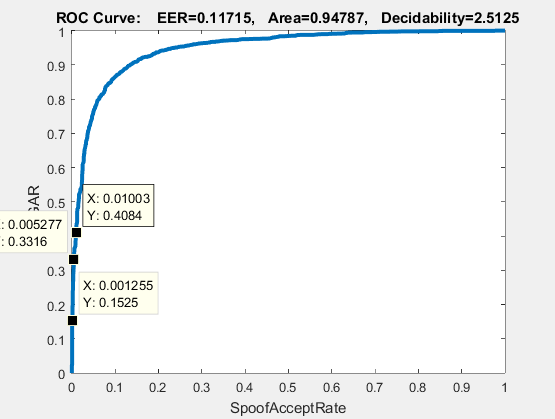 ROC Curve: EER=0.11715, Area=0.94787, Decidability=2.5125
1
0.9
0.8
0.7
0.6
0.5
X: 0.01003
Y: 0.4084
: 0.005277
: 0.3316
0.3
X: 0.001255
Y: 0.1525
0.2
0.1
0
0 0.1 0.2 0.3 0.4 0.5 0.6 0.7 0.8 0.9 1
SpoofAcceptRate